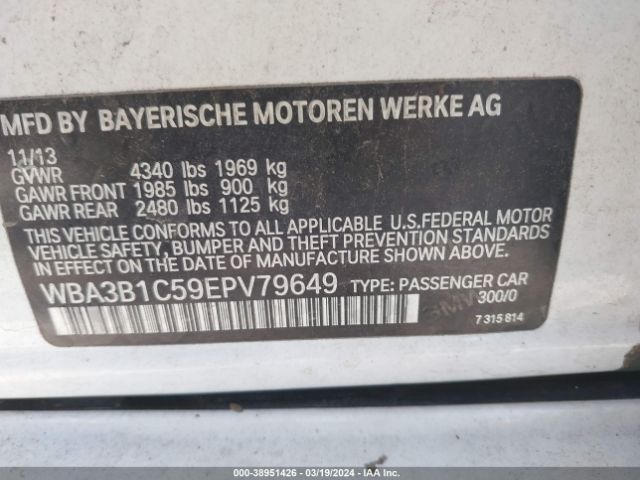 MFD BY BAYERISCHE MOTOREN WERKE AG
11/13
GVWR 4340 lbs 1969 kg
GAWR FRONT 1985 lbs 900 kg
GAWR REAR 2480 lbs 1125 kg
THIS VEHICLE CONFORMS TO ALL APPLICABLE U.S.FEDERAL MOTOR
VEHICLE SAFETY, BUMPER AND THEFT PREVENTION STANDARDS
IN EFFECT ON THE DATE OF MANUFACTURE SHOWN ABOVE.
WBA3B1C59EPV79649 TYPE: PASSENGER CAR
300/0
7 315 814
000-38951426 - 03/19/2024 - IAA Inc. (IAA)